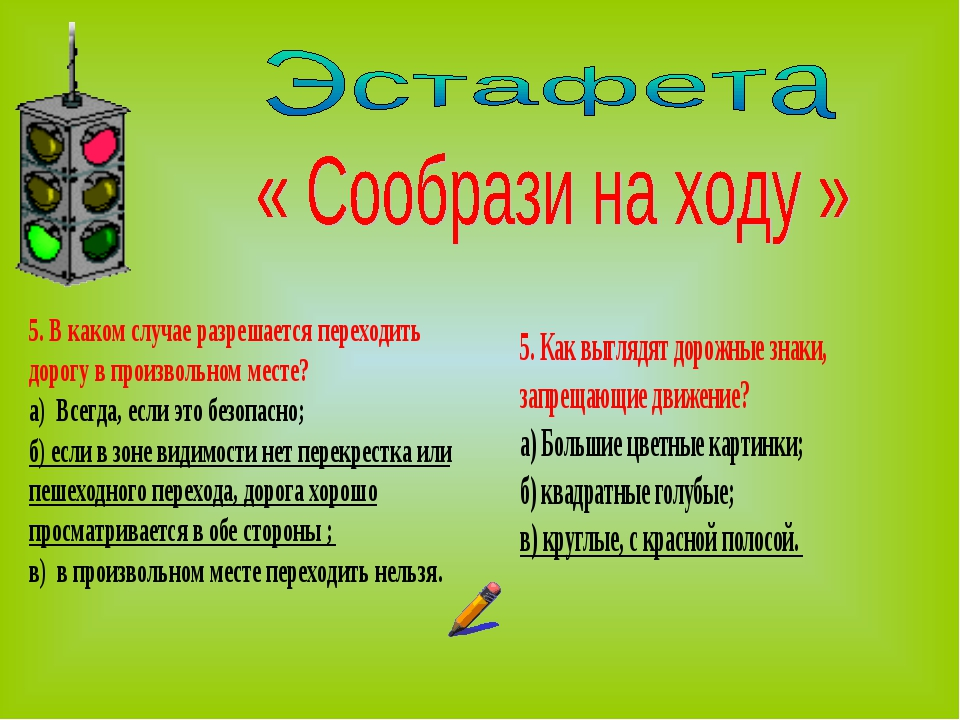 Эстафета
« Сообрази на ходу »
5. В каком случае разрешается переходить
дорогу в произвольном месте?
а) Всегда, если это безопасно;
б) если в зоне видимости нет перекрестка или
пешеходного перехода, дорога хорошо
просматривается в обе стороны ;
в) в произвольном месте переходить нельзя.
5. Как выглядят дорожные знаки,
запрещающие движение?
а) Большие цветные картинки;
б) квадратные голубые;
в) круглые, с красной полосой.